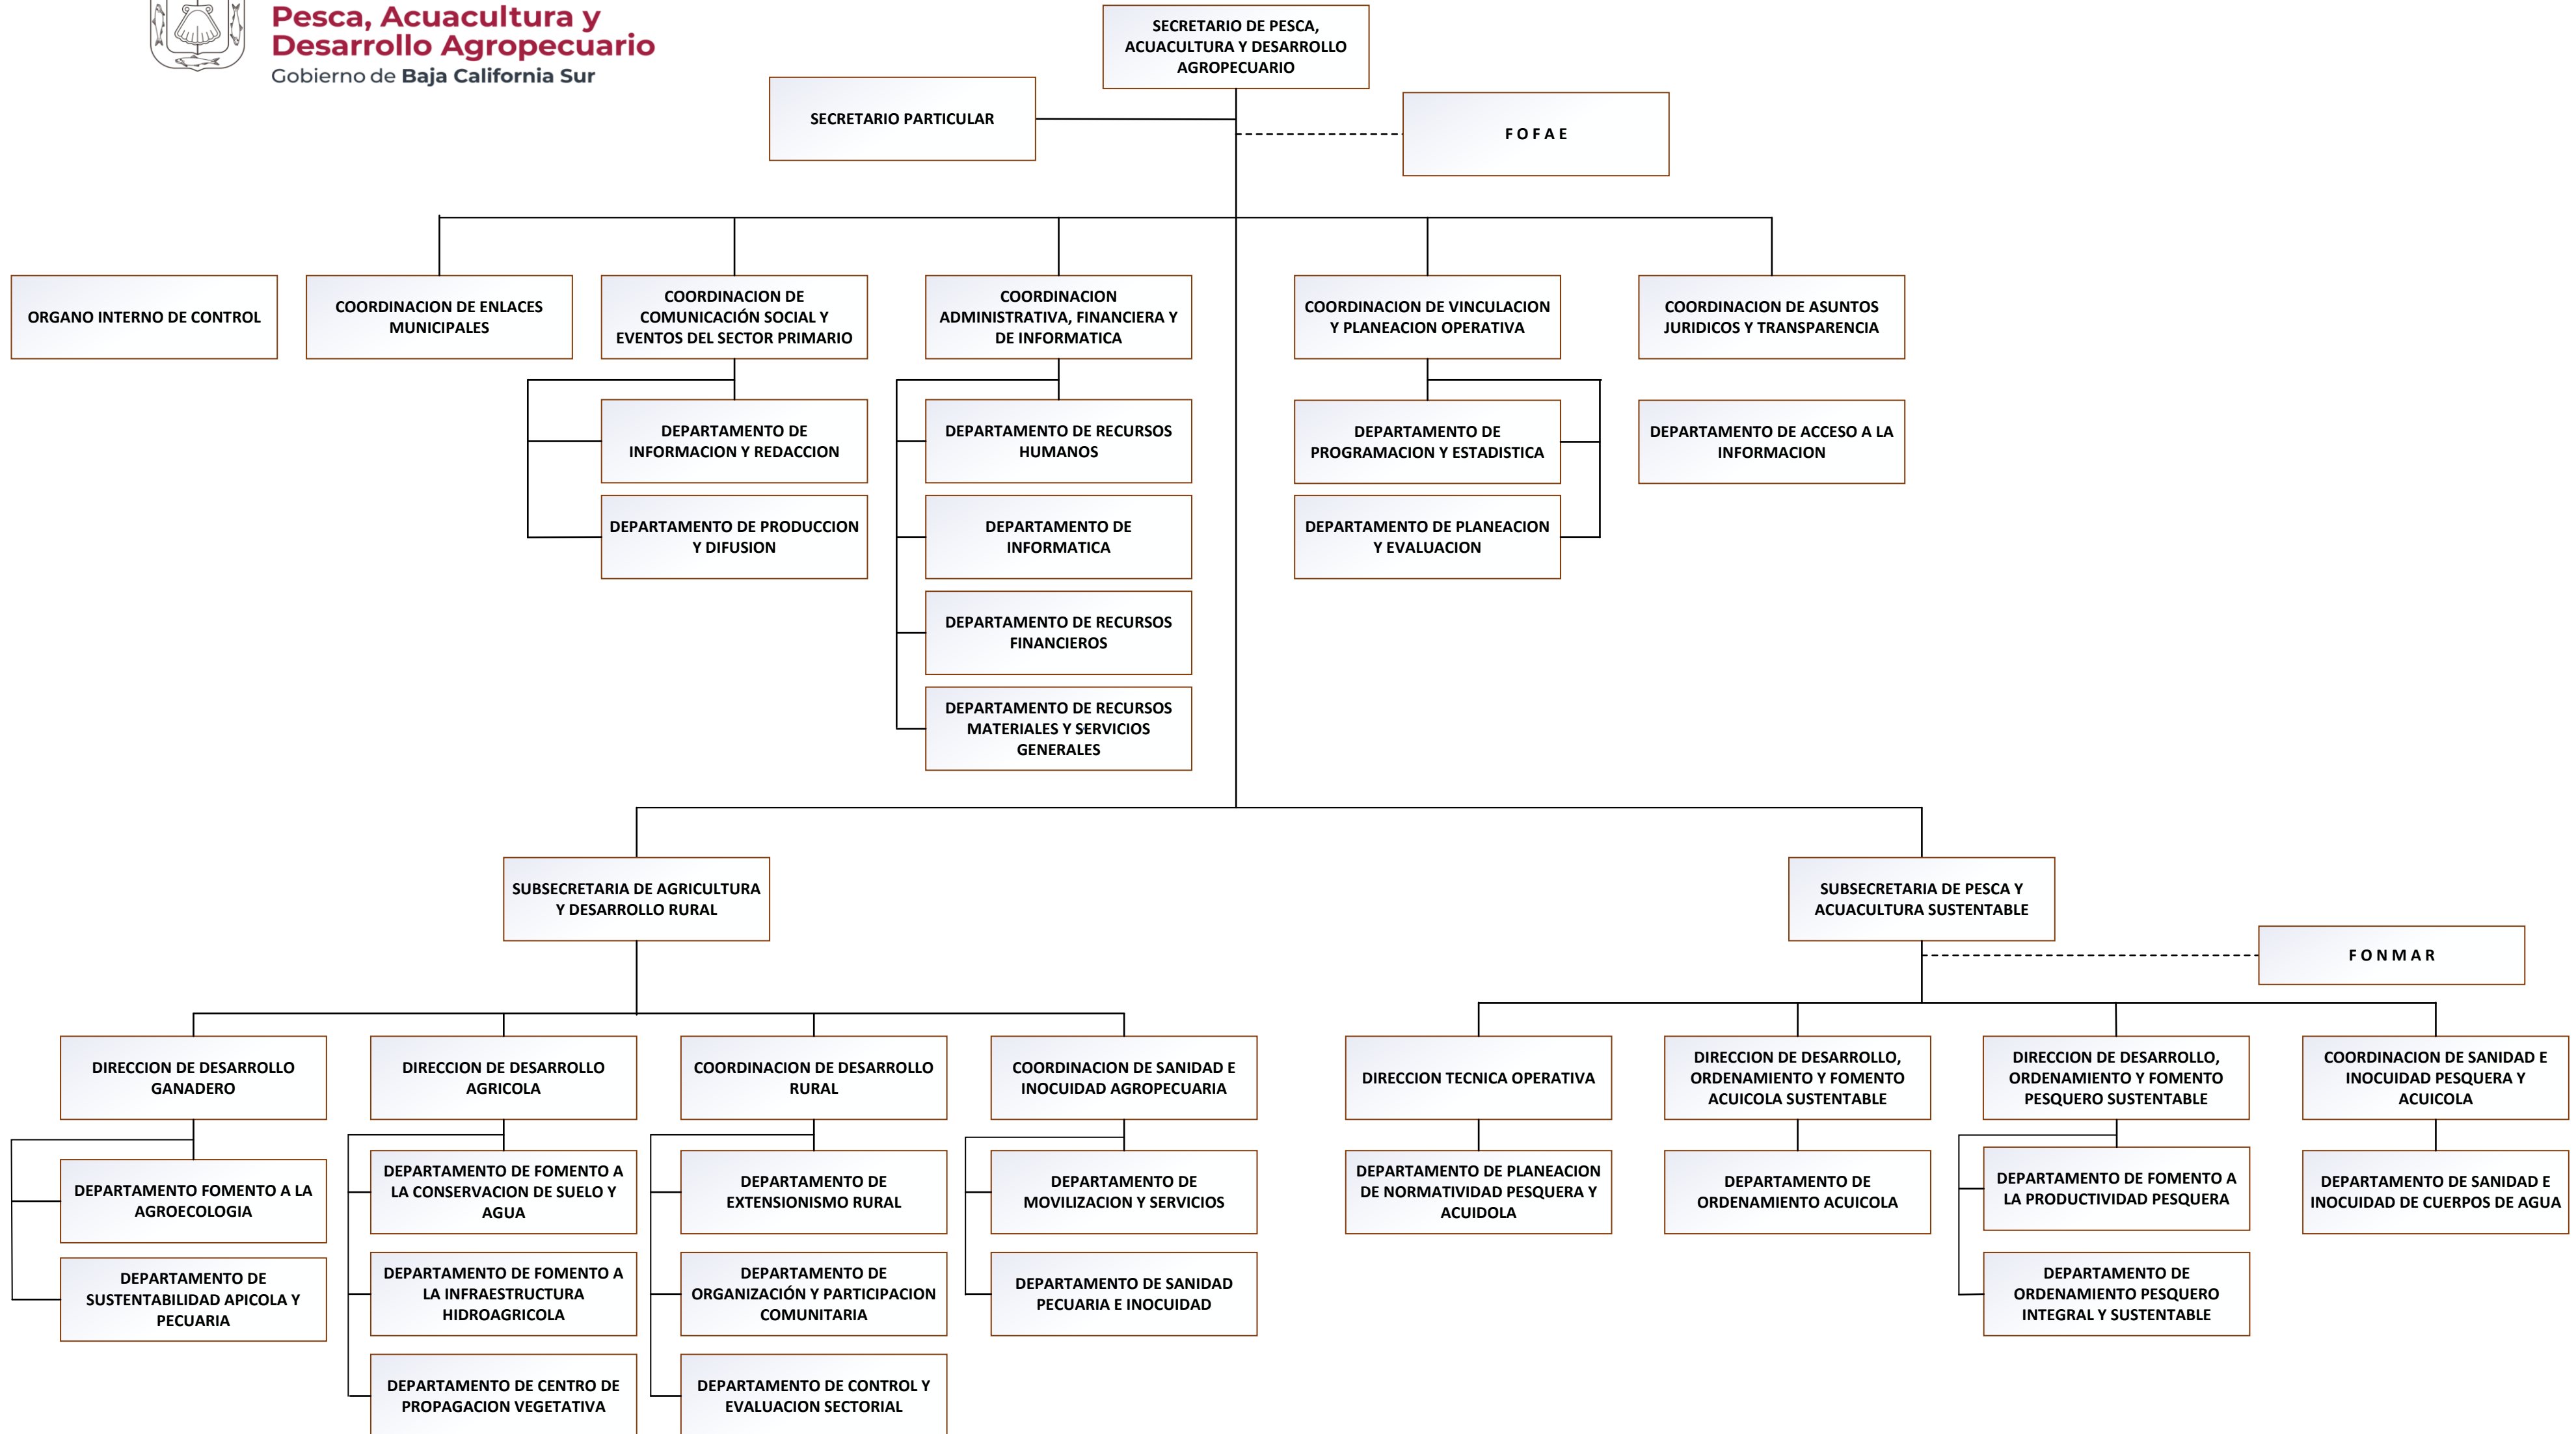 Pesca, Acuacultura y
Desarrollo Agropecuario
Gobierno de Baja California Sur
SECRETARIO DE PESCA,
ACUACULTURA Y DESARROLLO
AGROPECUARIO
SECRETARIO PARTICULAR
F O F A E
ORGANO INTERNO DE CONTROL
COORDINACION DE ENLACES
MUNICIPALES
COORDINACION DE
COMUNICACIÓN SOCIAL Y
EVENTOS DEL SECTOR PRIMARIO
COORDINACION
ADMINISTRATIVA, FINANCIERA Y
DE INFORMATICA
COORDINACION DE VINCULACION
Y PLANEACION OPERATIVA
COORDINACION DE ASUNTOS
JURIDICOS Y TRANSPARENCIA
DEPARTAMENTO DE
INFORMACION Y REDACCION
DEPARTAMENTO DE RECURSOS
HUMANOS
DEPARTAMENTO DE
PROGRAMACION Y ESTADISTICA
DEPARTAMENTO DE ACCESO A LA
INFORMACION
DEPARTAMENTO DE PRODUCCION
Y DIFUSION
DEPARTAMENTO DE
INFORMATICA
DEPARTAMENTO DE PLANEACION
Y EVALUACION
DEPARTAMENTO DE RECURSOS
FINANCIEROS
DEPARTAMENTO DE RECURSOS
MATERIALES Y SERVICIOS
GENERALES
SUBSECRETARIA DE AGRICULTURA
Y DESARROLLO RURAL
SUBSECRETARIA DE PESCA Y
ACUACULTURA SUSTENTABLE
F O N M A R
DIRECCION DE DESARROLLO
GANADERO
DIRECCION DE DESARROLLO
AGRICOLA
COORDINACION DE DESARROLLO
RURAL
COORDINACION DE SANIDAD E
INOCUIDAD AGROPECUARIA
DIRECCION TECNICA OPERATIVA
DIRECCION DE DESARROLLO,
ORDENAMIENTO Y FOMENTO
ACUICOLA SUSTENTABLE
DIRECCION DE DESARROLLO,
ORDENAMIENTO Y FOMENTO
PESQUERO SUSTENTABLE
COORDINACION DE SANIDAD E
INOCUIDAD PESQUERA Y
ACUICOLA
DEPARTAMENTO FOMENTO A LA
AGROECOLOGIA
DEPARTAMENTO DE FOMENTO A
LA CONSERVACION DE SUELO Y
AGUA
DEPARTAMENTO DE
EXTENSIONISMO RURAL
DEPARTAMENTO DE
MOVILIZACION Y SERVICIOS
DEPARTAMENTO DE PLANEACION
DE NORMATIVIDAD PESQUERA Y
ACUIDOLA
DEPARTAMENTO DE
ORDENAMIENTO ACUICOLA
DEPARTAMENTO DE FOMENTO A
LA PRODUCTIVIDAD PESQUERA
DEPARTAMENTO DE SANIDAD E
INOCUIDAD DE CUERPOS DE AGUA
DEPARTAMENTO DE
SUSTENTABILIDAD APICOLA Y
PECUARIA
DEPARTAMENTO DE FOMENTO A
LA INFRAESTRUCTURA
HIDROAGRICOLA
DEPARTAMENTO DE
ORGANIZACIÓN Y PARTICIPACION
COMUNITARIA
DEPARTAMENTO DE SANIDAD
PECUARIA E INOCUIDAD
DEPARTAMENTO DE
ORDENAMIENTO PESQUERO
INTEGRAL Y SUSTENTABLE
DEPARTAMENTO DE CENTRO DE
PROPAGACION VEGETATIVA
DEPARTAMENTO DE CONTROL Y
EVALUACION SECTORIAL